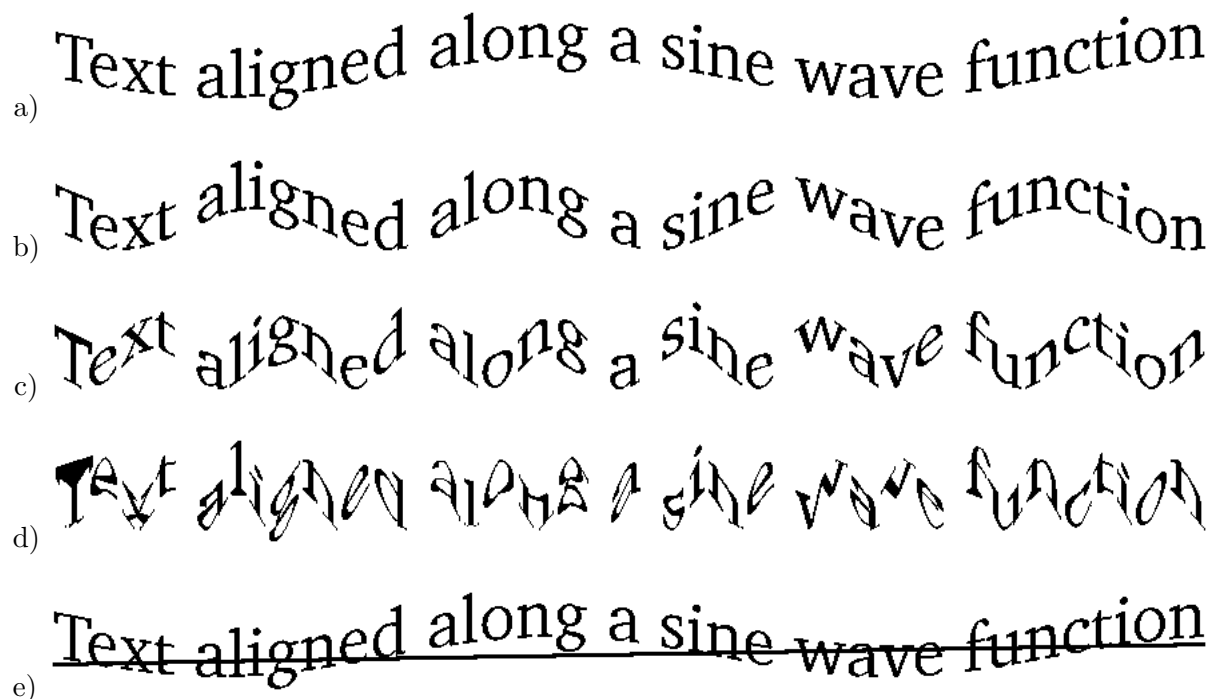 a) Text aligned along a sine wave function
b) Text aligned along a sine wave function
c) Text aligned along a sine wave function
d) Text aligned along a sine wave function
e) Text aligned along a sine wave function